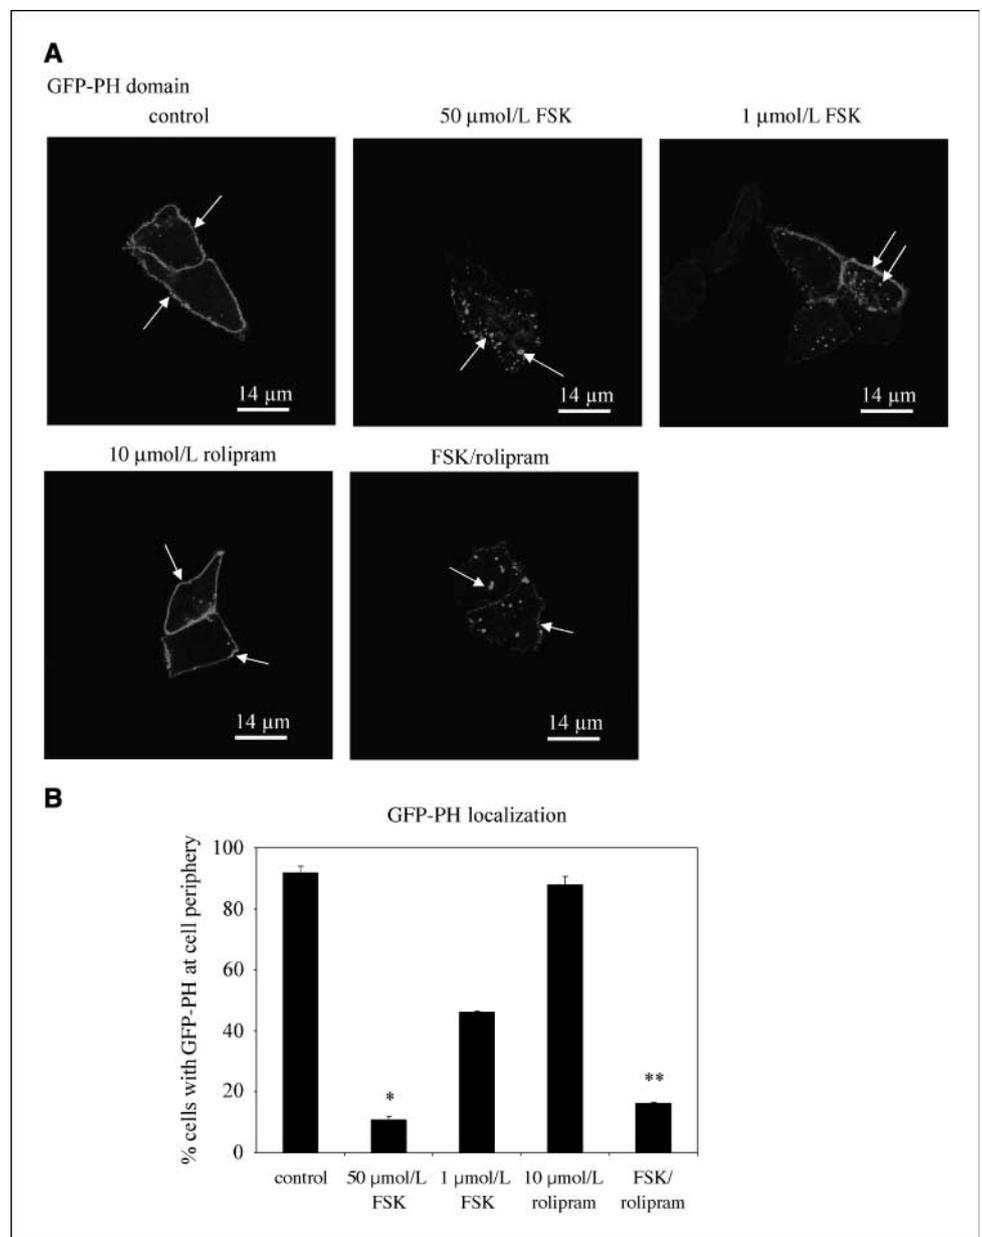 A
GFP-PH domain
control
50 µmol/L FSK
1 µmol/L FSK
14 µm
14 µm
14 µm
10 µmol/L rolipram
FSK/rolipram
14 µm
14 µm
B
GFP-PH localization
% cells with GFP-PH at cell periphery
100
80
60
40
20
0
*
**
control
50 µmol/L
FSK
1 µmol/L
FSK
10 µmol/L
rolipram
FSK/
rolipram